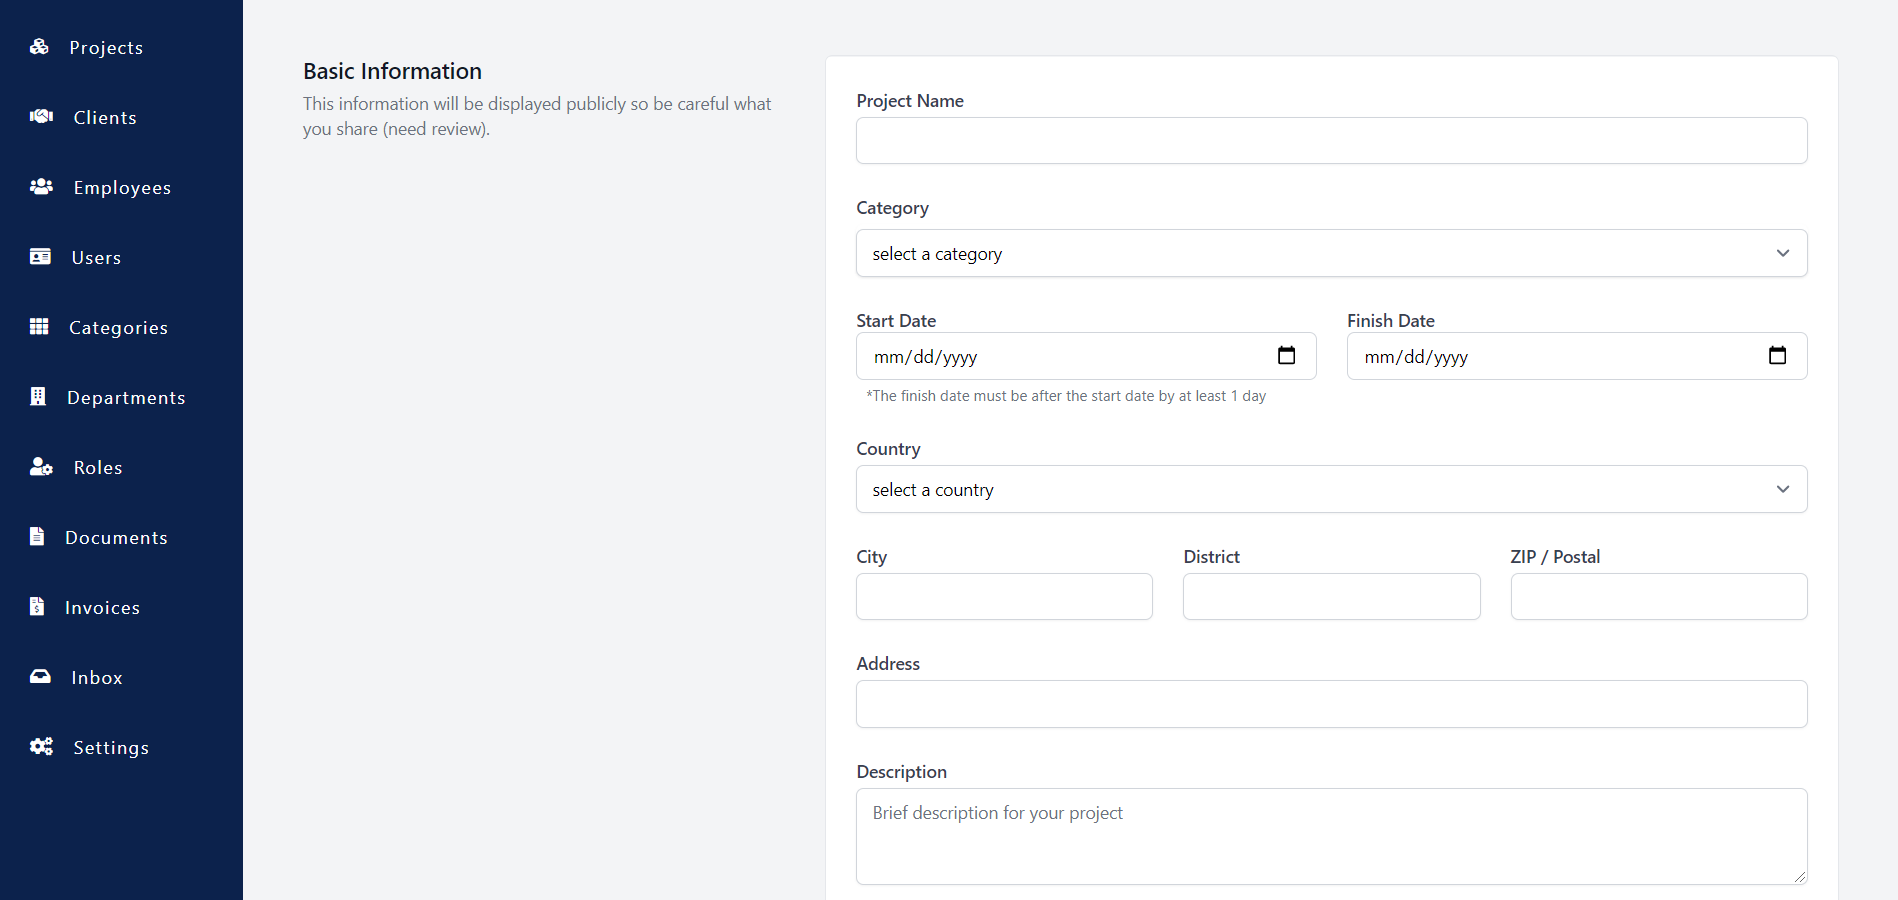 Projects
Clients
Employees
Users
Categories
Departments
Roles
Documents
Invoices
Inbox
Settings
Basic Information
This information will be displayed publicly so be careful what
you share (need review).
Project Name
Category
select a category
Start Date
Finish Date
mm/dd/yyyy
mm/dd/yyyy
*The finish date must be after the start date by at least 1 day
Country
select a country
City
District
ZIP / Postal
Address
Description
Brief description for your project